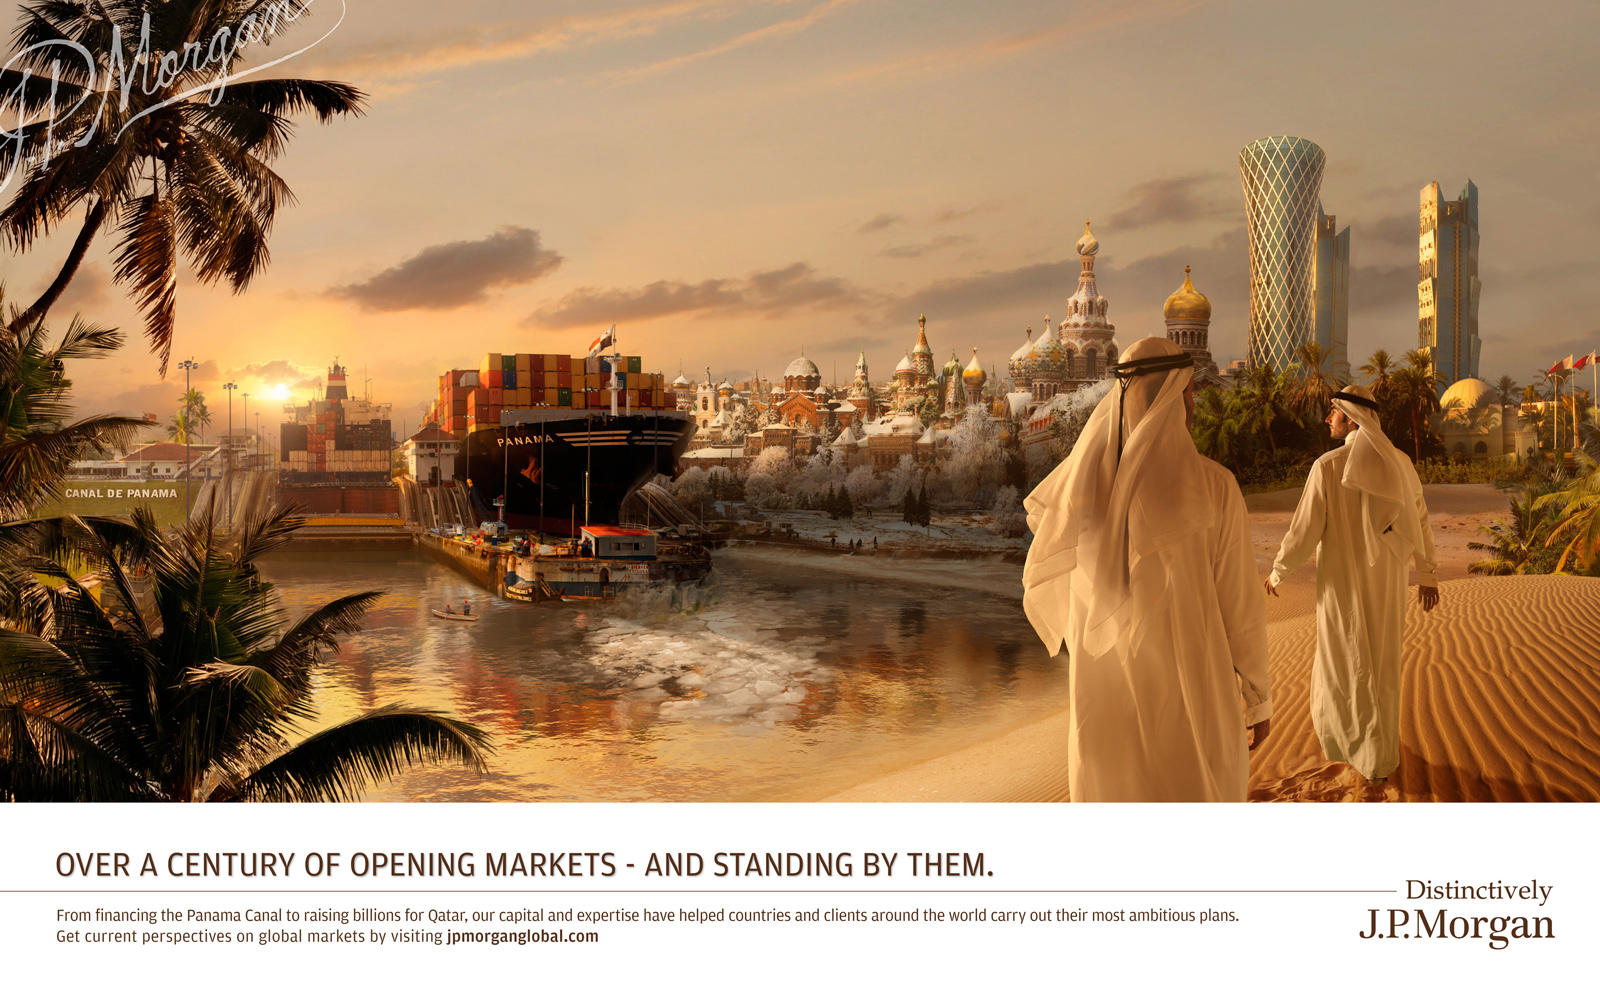 J.P. Morgan
PANAMA
CANAL DE PANAMA
OVER A CENTURY OF OPENING MARKETS - AND STANDING BY THEM.
From financing the Panama Canal to raising billions for Qatar, our capital and expertise have helped countries and clients around the world carry out their most ambitious plans.
Get current perspectives on global markets by visiting jpmorganglobal.com
Distinctively
J.P.Morgan